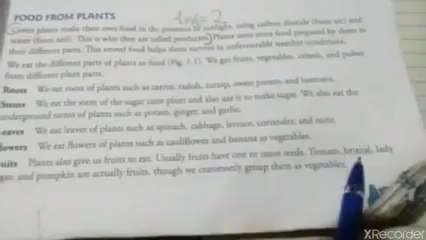 FOOD FROM PLANTS
Green plants make their own food in the presence of sunlight, using carbon dioxide (from air) and
water (from soil). This is why they are called producers. Plants store extra food prepared by them in
their different parts. This stored food helps them survive in unfavourable weather conditions.
We eat the different parts of plants as food (Fig. 1.1). We get fruits, vegetables, cereals, and pulses
from different plant parts.
Roots We eat roots of plants such as carrot, radish, turnip, sweet potato, and beetroot.
Stems We eat the stem of the sugar cane plant and also use it to make sugar. We also eat the
underground stems of plants such as potato, ginger, and garlic.
eaves We eat leaves of plants such as spinach, cabbage, lettuce, coriander, and mint.
lowers We eat flowers of plants such as cauliflower and banana as vegetables.
uits Plants also give us fruits to eat. Usually fruits have one or more seeds. Tomato, brinjal, lady
ger, and pumpkin are actually fruits, though we commonly group them as vegetables.
XRecorder